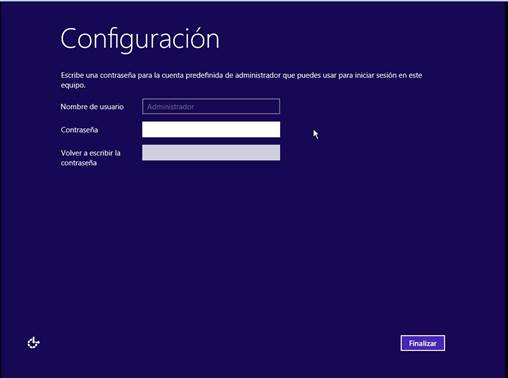 Configuración
Escribe una contraseña para la cuenta predefinida de administrador que puedes usar para iniciar sesión en este
equipo.
Nombre de usuario
Administrador
Contraseña
Volver a escribir la
contraseña
Finalizar